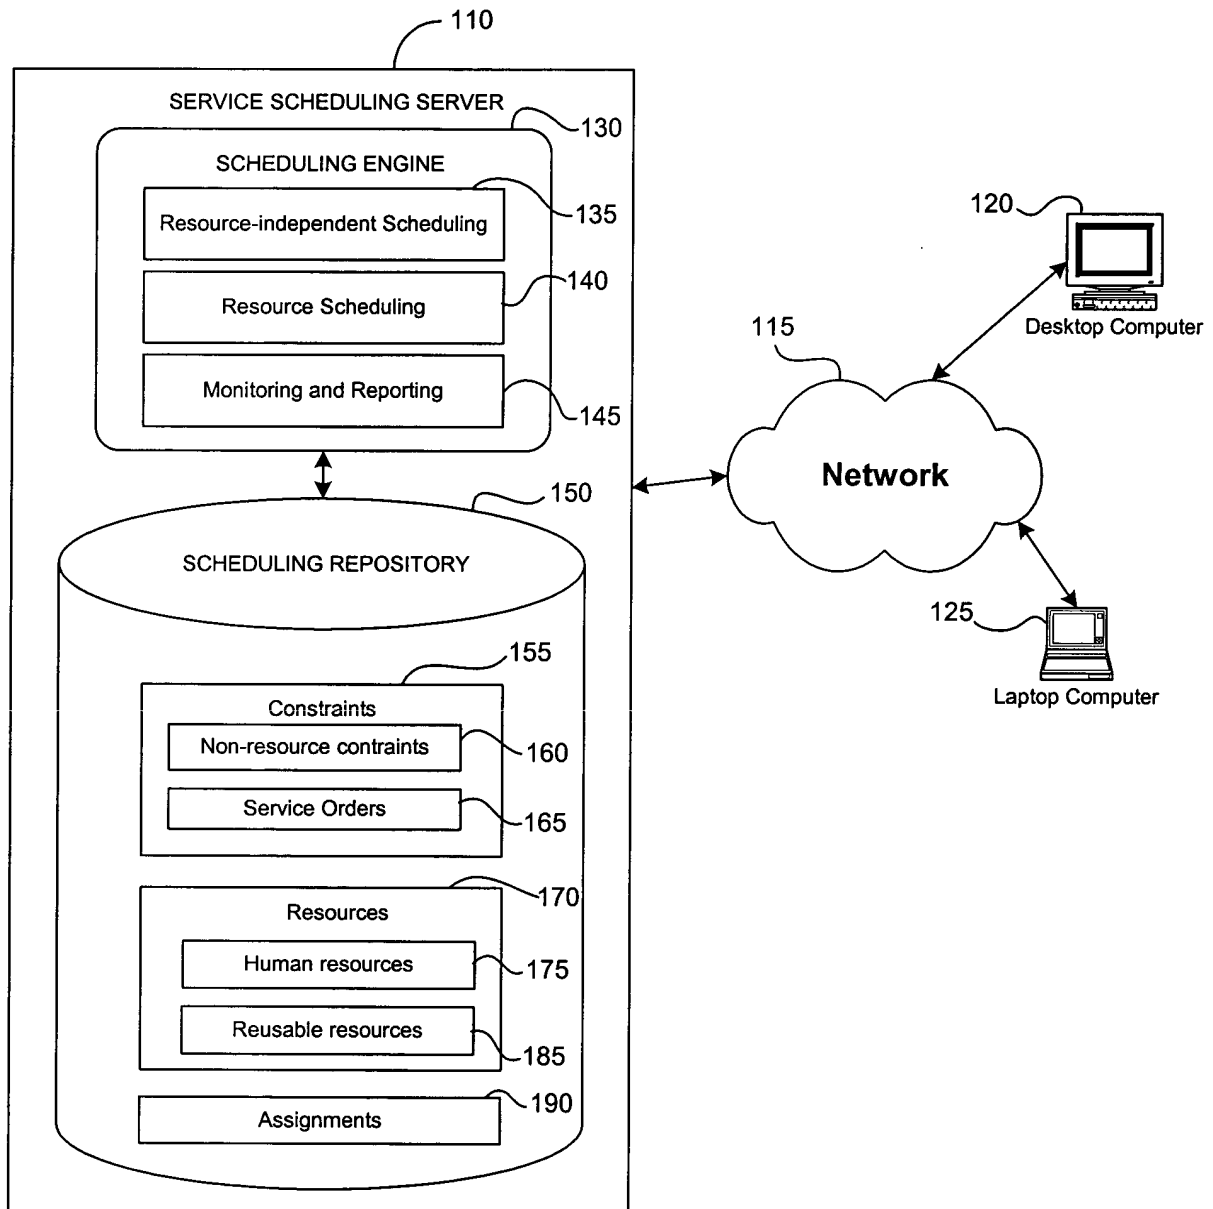 110
SERVICE SCHEDULING SERVER
130
SCHEDULING ENGINE
Resource-independent Scheduling
135
Resource Scheduling
140
Monitoring and Reporting
145
150
SCHEDULING REPOSITORY
155
Constraints
Non-resource contraints
160
Service Orders
165
170
Resources
Human resources
175
Reusable resources
185
190
Assignments
115
Network
120
Desktop Computer
125
Laptop Computer